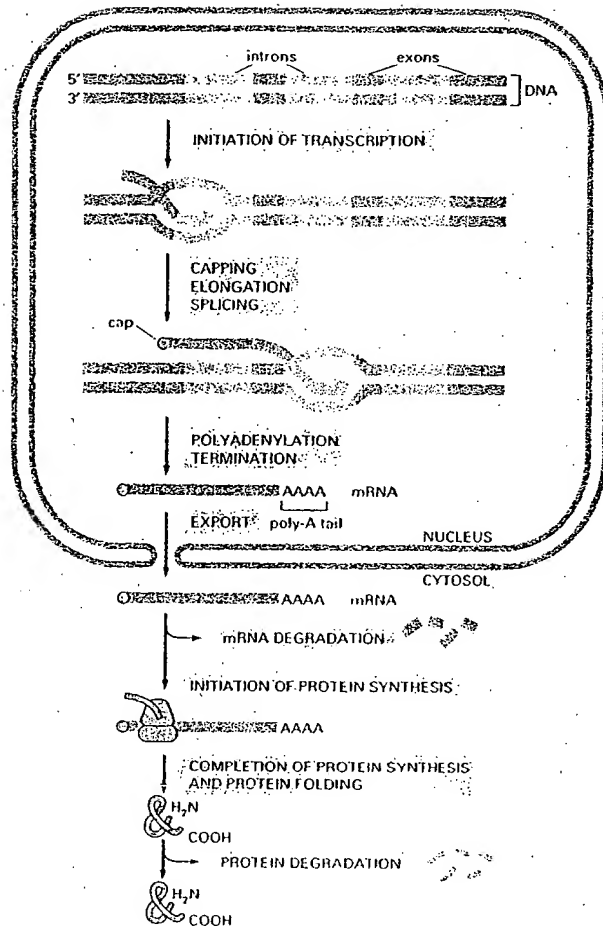 introns exons
5'
3'
DNA
INITIATION OF TRANSCRIPTION
CAPPING
ELONGATION
SPLICING
cap
POLYADENYLATION
TERMINATION
AAAA mRNA
EXPORT poly-A tail
NUCLEUS
CYTOSOL
AAAA mRNA
mRNA DEGRADATION
INITIATION OF PROTEIN SYNTHESIS
AAAA
COMPLETION OF PROTEIN SYNTHESIS
AND PROTEIN FOLDING
H₂N
COOH
PROTEIN DEGRADATION
H₂N
COOH